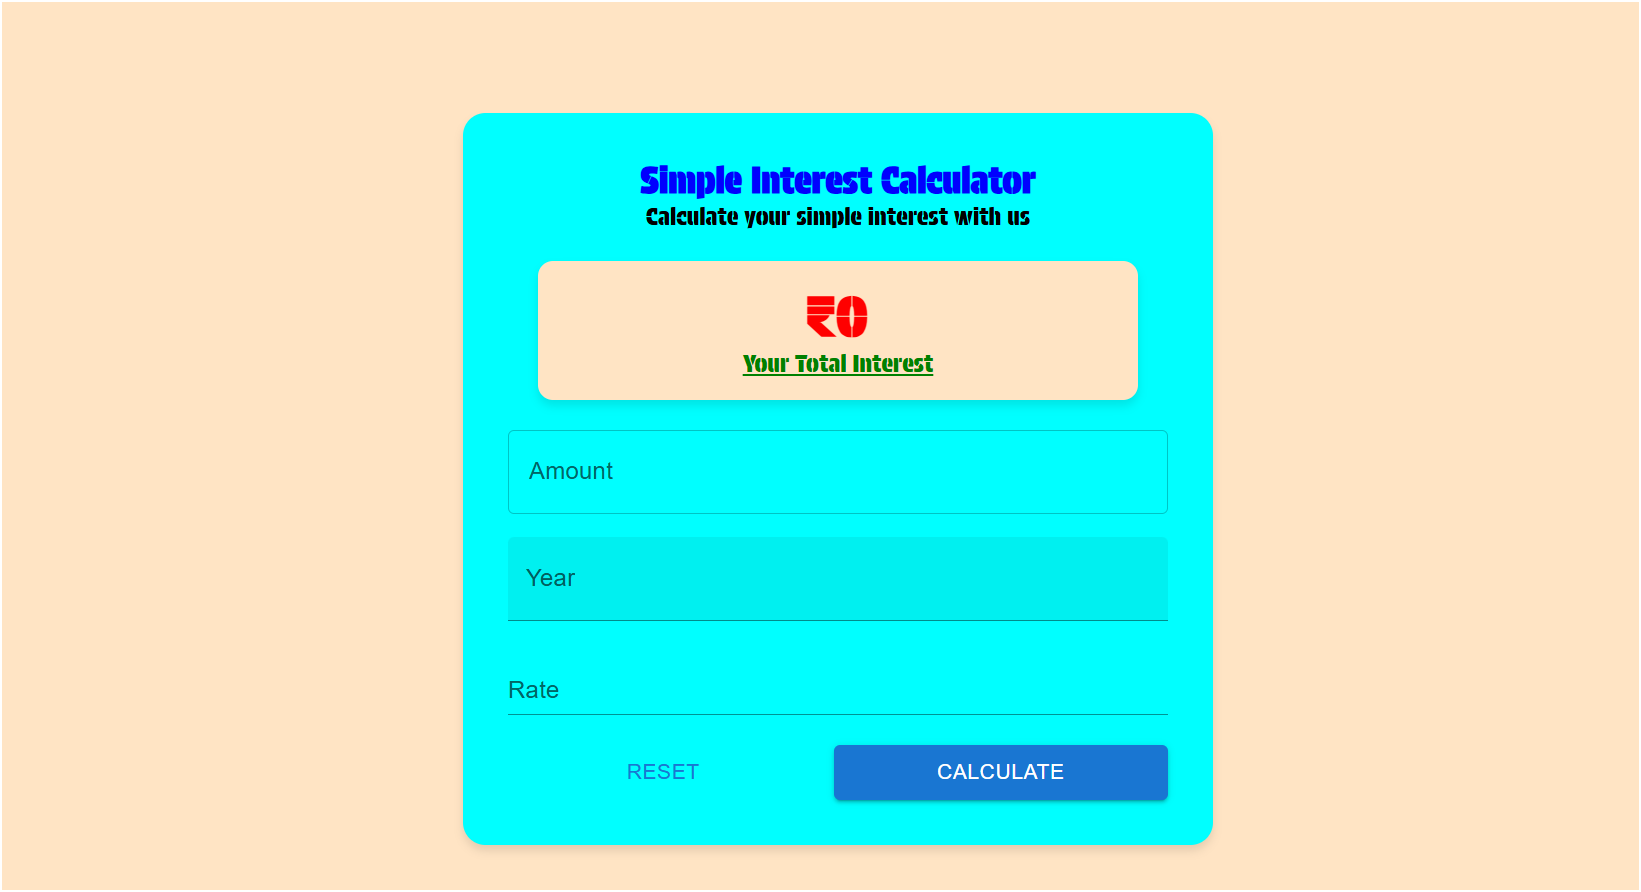 Simple Interest Calculator
Calculate your simple interest with us
₹0
Your Total Interest
Amount
Year
Rate
RESET
CALCULATE